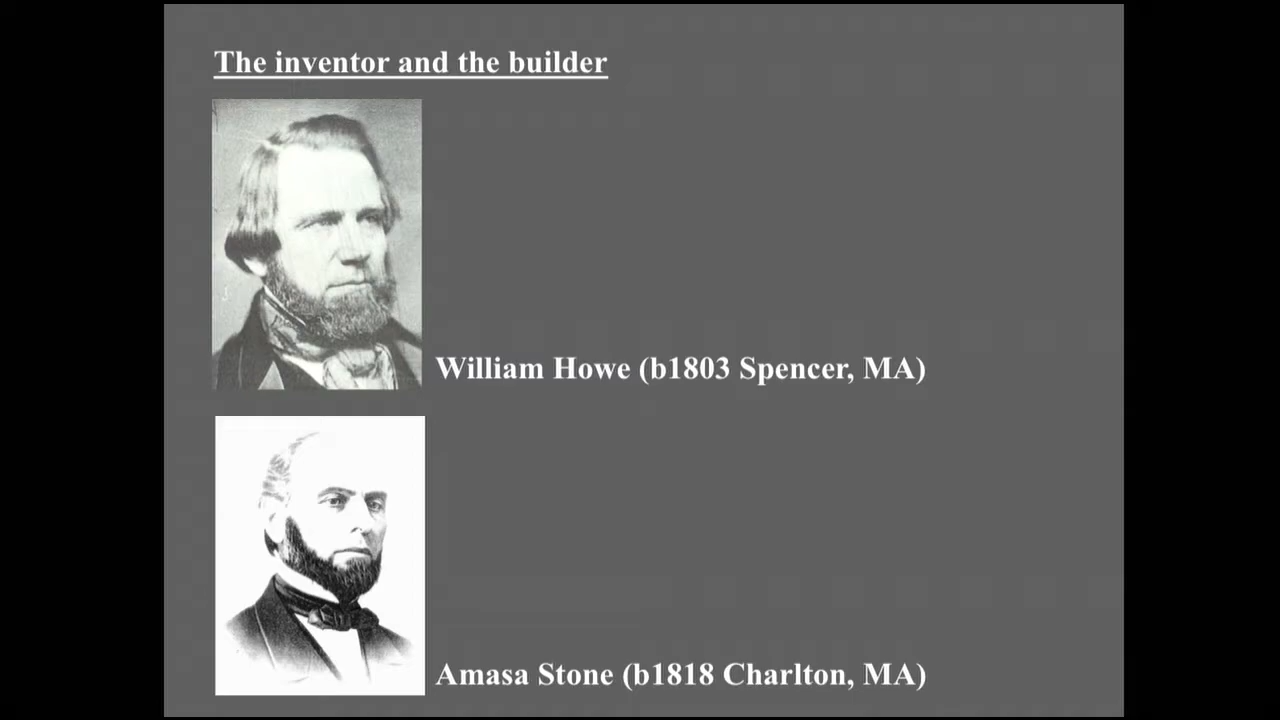 The inventor and the builder
William Howe (b1803 Spencer, MA)
Amasa Stone (b1818 Charlton, MA)